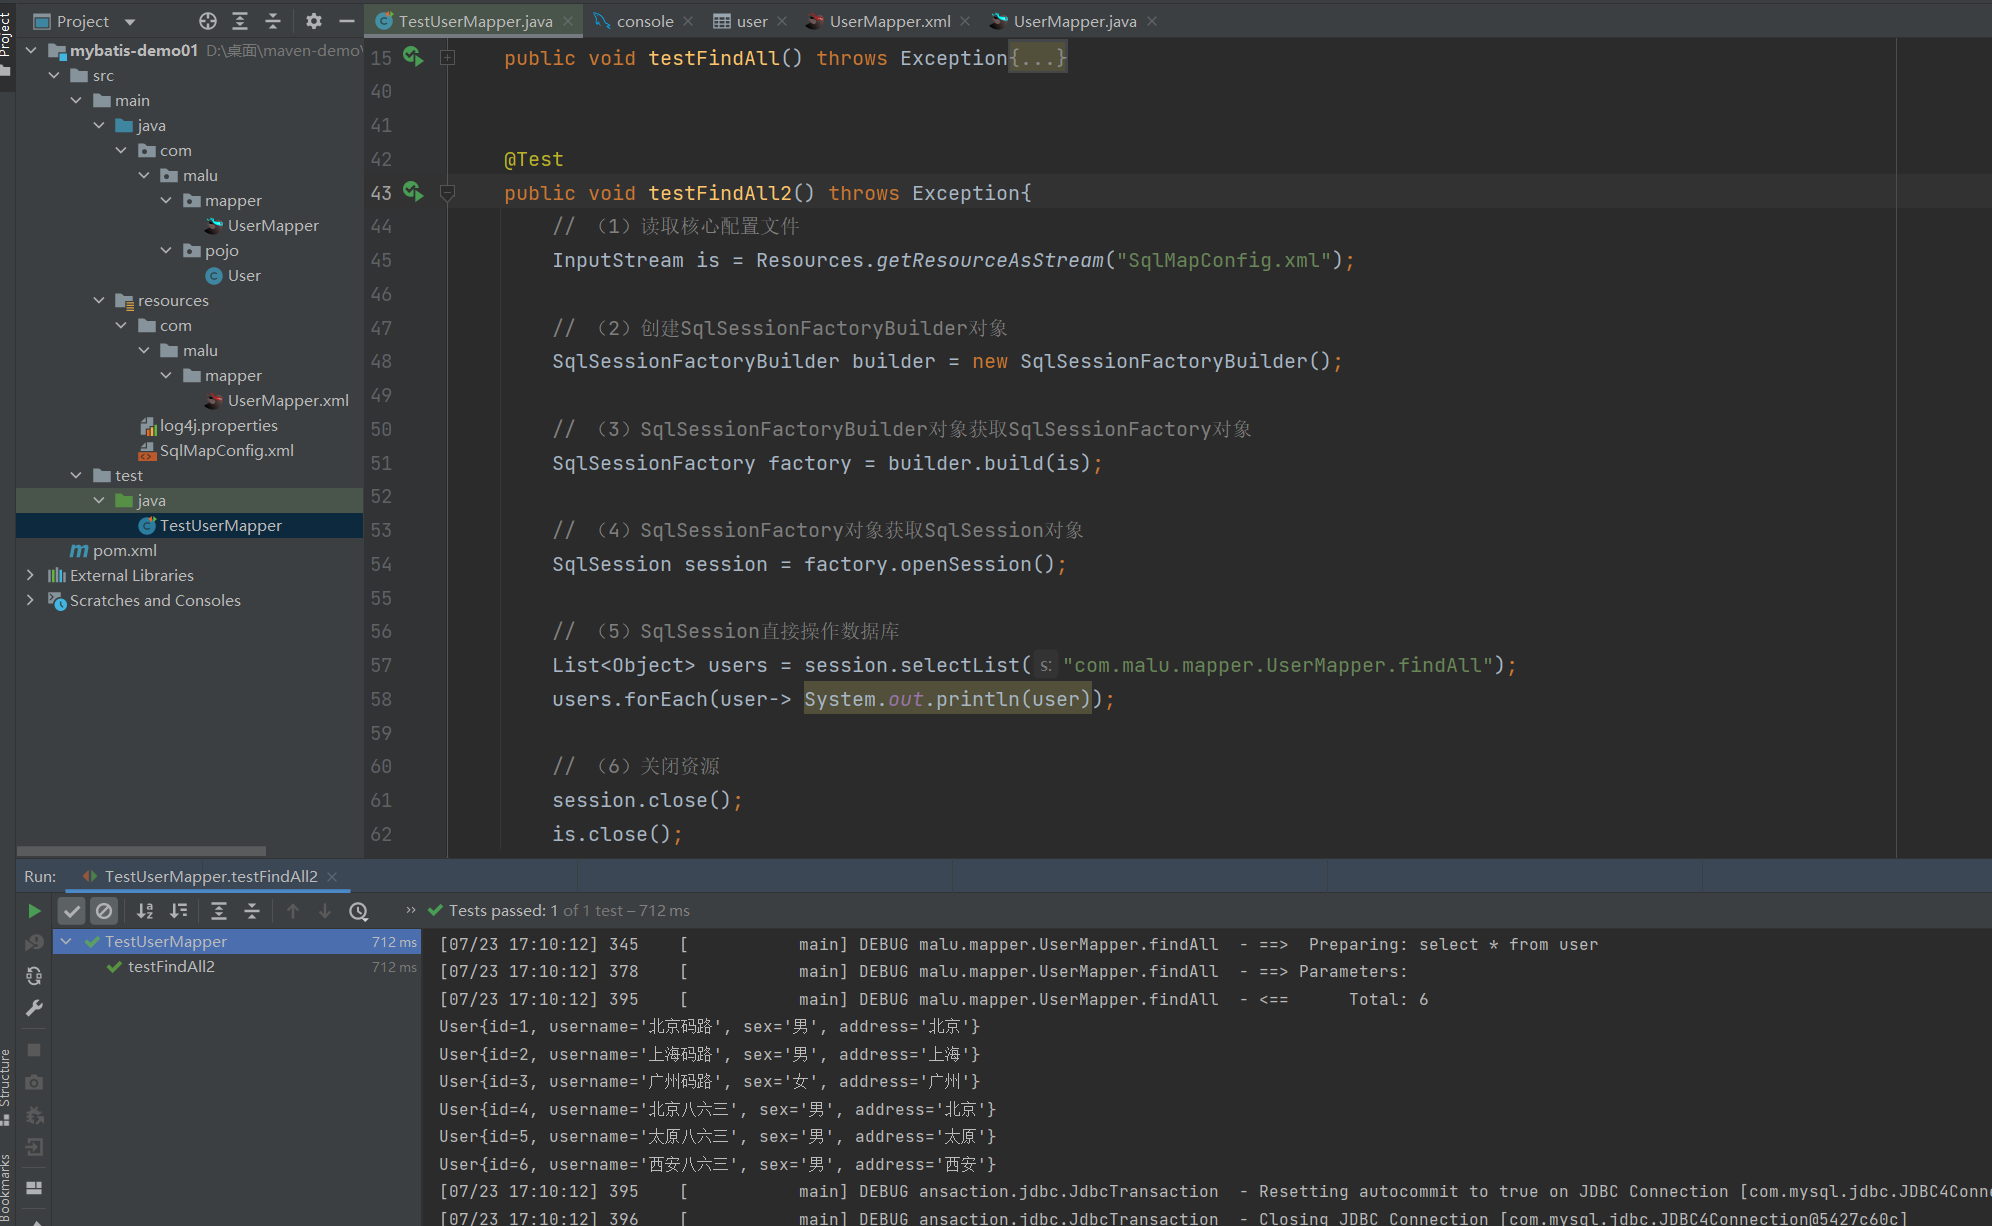 Project
TestUserMapper.java
console
user
UserMapper.xml
UserMapper.java
Project
mybatis-demo01 D:\桌面\maven-demo\
src
main
java
com
malu
mapper
UserMapper
pojo
User
resources
com
malu
mapper
UserMapper.xml
log4j.properties
SqlMapConfig.xml
test
java
TestUserMapper
pom.xml
External Libraries
Scratches and Consoles
15 public void testFindAll() throws Exception{...}
40
41
42 @Test
43 public void testFindAll2() throws Exception{
44 // （1）读取核心配置文件
45 InputStream is = Resources.getResourceAsStream("SqlMapConfig.xml");
46
47 // （2）创建SqlSessionFactoryBuilder对象
48 SqlSessionFactoryBuilder builder = new SqlSessionFactoryBuilder();
49
50 // （3）SqlSessionFactoryBuilder对象获取SqlSessionFactory对象
51 SqlSessionFactory factory = builder.build(is);
52
53 // （4）SqlSessionFactory对象获取SqlSession对象
54 SqlSession session = factory.openSession();
55
56 // （5）SqlSession直接操作数据库
57 List<Object> users = session.selectList( s: "com.malu.mapper.UserMapper.findAll");
58 users.forEach(user-> System.out.println(user));
59
60 // （6）关闭资源
61 session.close();
62 is.close();
Run: TestUserMapper.testFindAll2
Tests passed: 1 of 1 test – 712 ms
TestUserMapper 712 ms
testFindAll2 712 ms
[07/23 17:10:12] 345 [ main] DEBUG malu.mapper.UserMapper.findAll - ==> Preparing: select * from user
[07/23 17:10:12] 378 [ main] DEBUG malu.mapper.UserMapper.findAll - ==> Parameters:
[07/23 17:10:12] 395 [ main] DEBUG malu.mapper.UserMapper.findAll - <== Total: 6
User{id=1, username='北京码路', sex='男', address='北京'}
User{id=2, username='上海码路', sex='男', address='上海'}
User{id=3, username='广州码路', sex='女', address='广州'}
User{id=4, username='北京八六三', sex='男', address='北京'}
User{id=5, username='太原八六三', sex='男', address='太原'}
User{id=6, username='西安八六三', sex='男', address='西安'}
[07/23 17:10:12] 395 [ main] DEBUG ansaction.jdbc.JdbcTransaction - Resetting autocommit to true on JDBC Connection [com.mysql.jdbc.JDBC4Conne
[07/23 17:10:12] 396 [ main] DEBUG ansaction.jdbc.JdbcTransaction - Closing JDBC Connection [com.mysql.jdbc.JDBC4Connection@5427c60c]
Structure
Bookmarks